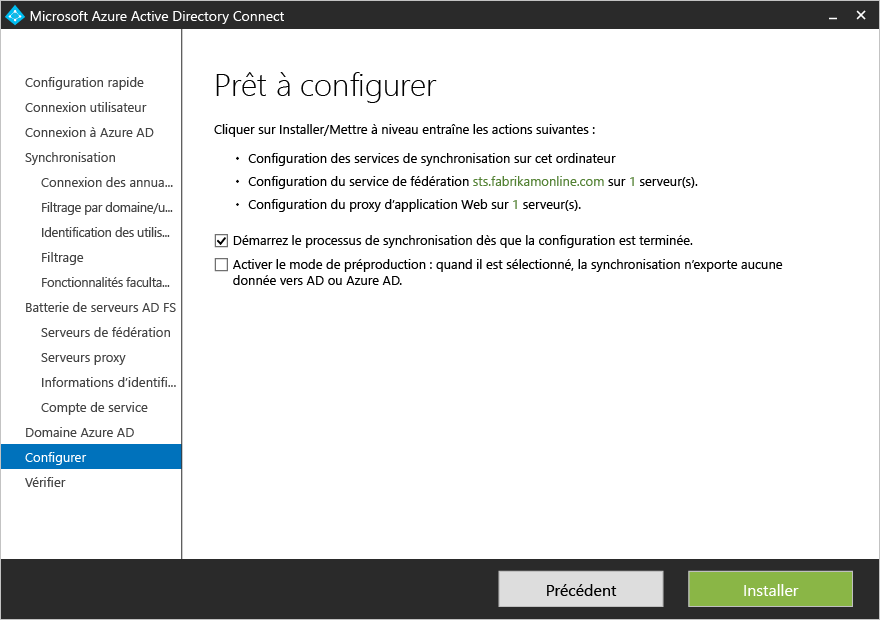 Microsoft Azure Active Directory Connect
Configuration rapide
Connexion utilisateur
Connexion à Azure AD
Synchronisation
Connexion des annua...
Filtrage par domaine/u...
Identification des utilis...
Filtrage
Fonctionnalités faculta...
Batterie de serveurs AD FS
Serveurs de fédération
Serveurs proxy
Informations d'identifi...
Compte de service
Domaine Azure AD
Configurer
Vérifier
Prêt à configurer
Cliquer sur Installer/Mettre à niveau entraîne les actions suivantes :
• Configuration des services de synchronisation sur cet ordinateur
• Configuration du service de fédération sts.fabrikamonline.com sur 1 serveur(s).
• Configuration du proxy d'application Web sur 1 serveur(s).
Démarrez le processus de synchronisation dès que la configuration est terminée.
Activer le mode de préproduction : quand il est sélectionné, la synchronisation n'exporte aucune
donnée vers AD ou Azure AD.
Précédent
Installer